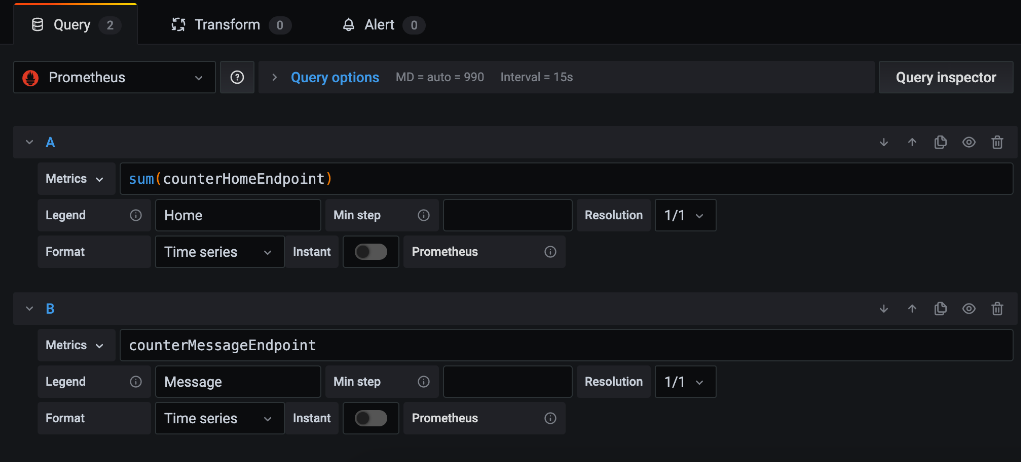 Query 2 Transform 0 Alert 0
Prometheus Query options MD = auto = 990 Interval = 15s Query inspector
A
Metrics sum(counterHomeEndpoint)
Legend Home Min step Resolution 1/1
Format Time series Instant Prometheus
B
Metrics counterMessageEndpoint
Legend Message Min step Resolution 1/1
Format Time series Instant Prometheus